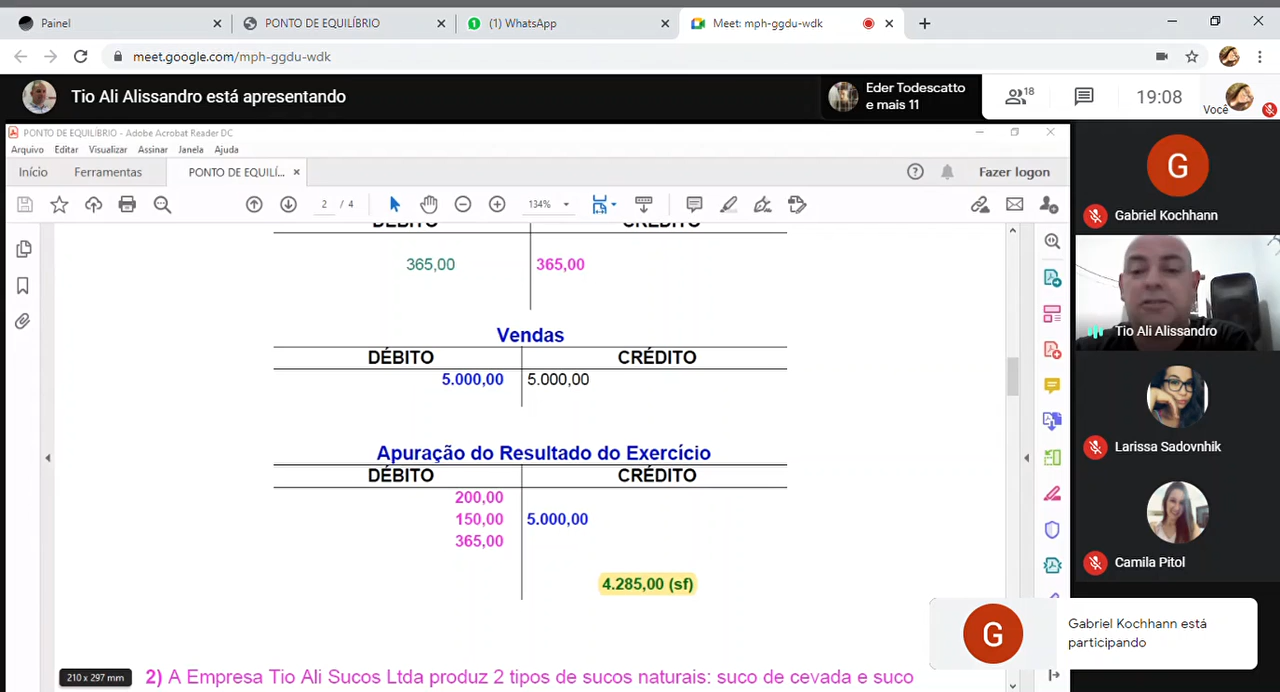 Painel
PONTO DE EQUILÍBRIO
(1) WhatsApp
Meet: mph-ggdu-wdk
meet.google.com/mph-ggdu-wdk
Tio Ali Alissandro está apresentando
Eder Todescatto
e mais 11
18
19:08
Você
PONTO DE EQUILÍBRIO - Adobe Acrobat Reader DC
Arquivo Editar Visualizar Assinar Janela Ajuda
Início Ferramentas PONTO DE EQUILÍ... Fazer logon
2 / 4 134%
DÉBITO CRÉDITO
365,00 365,00
Vendas
DÉBITO CRÉDITO
5.000,00 5.000,00
Apuração do Resultado do Exercício
DÉBITO CRÉDITO
200,00
150,00 5.000,00
365,00
4.285,00 (sf)
210 x 297 mm
2) A Empresa Tio Ali Sucos Ltda produz 2 tipos de sucos naturais: suco de cevada e suco
G
Gabriel Kochhann
Tio Ali Alissandro
Larissa Sadovnhik
Camila Pitol
G
Gabriel Kochhann está
participando